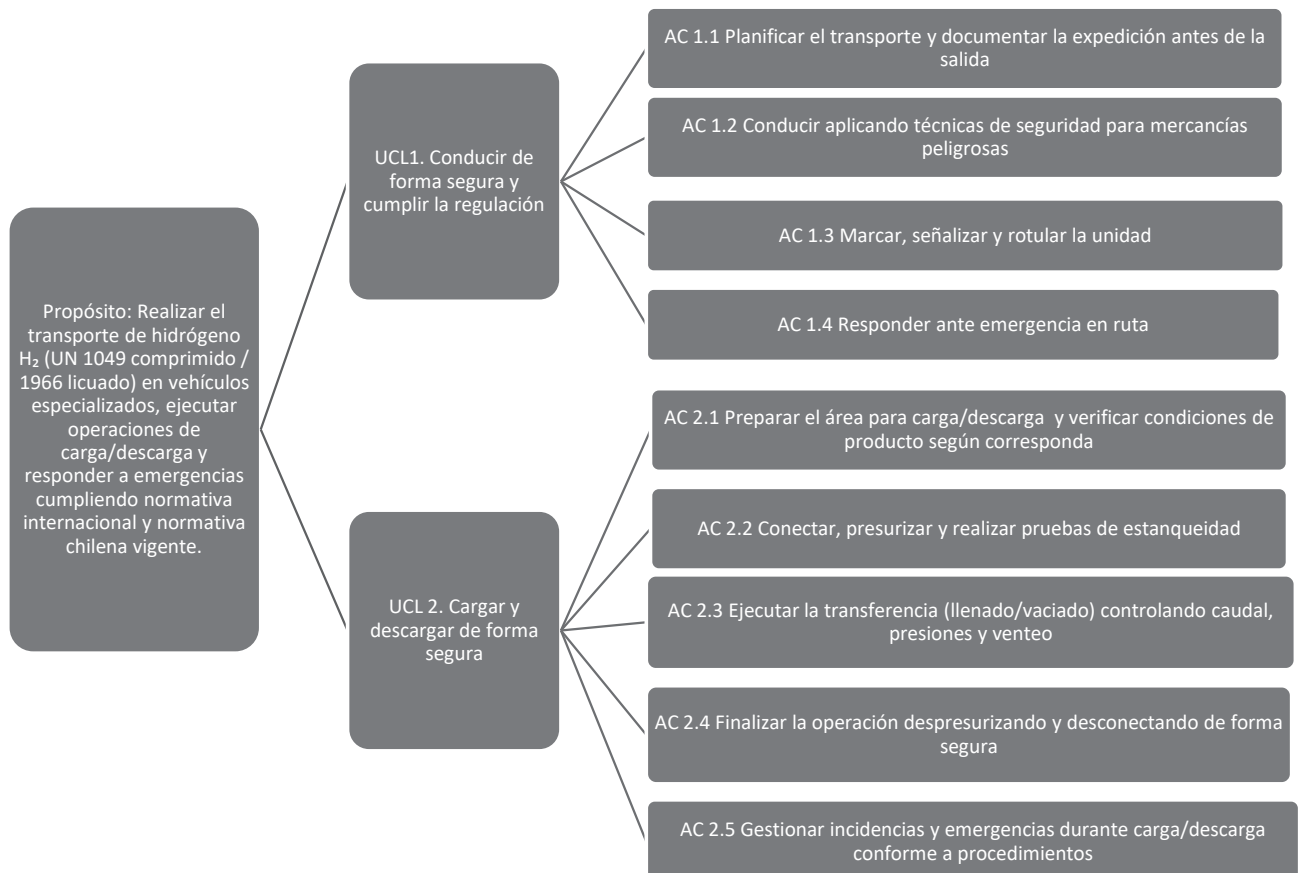 Propósito: Realizar el
transporte de hidrógeno
H₂ (UN 1049 comprimido /
1966 licuado) en vehículos
especializados, ejecutar
operaciones de
carga/descarga y
responder a emergencias
cumpliendo normativa
internacional y normativa
chilena vigente.
UCL1. Conducir de
forma segura y
cumplir la regulación
AC 1.1 Planificar el transporte y documentar la expedición antes de la
salida
AC 1.2 Conducir aplicando técnicas de seguridad para mercancías
peligrosas
AC 1.3 Marcar, señalizar y rotular la unidad
AC 1.4 Responder ante emergencia en ruta
UCL 2. Cargar y
descargar de forma
segura
AC 2.1 Preparar el área para carga/descarga y verificar condiciones de
producto según corresponda
AC 2.2 Conectar, presurizar y realizar pruebas de estanqueidad
AC 2.3 Ejecutar la transferencia (llenado/vaciado) controlando caudal,
presiones y venteo
AC 2.4 Finalizar la operación despresurizando y desconectando de forma
segura
AC 2.5 Gestionar incidencias y emergencias durante carga/descarga
conforme a procedimientos